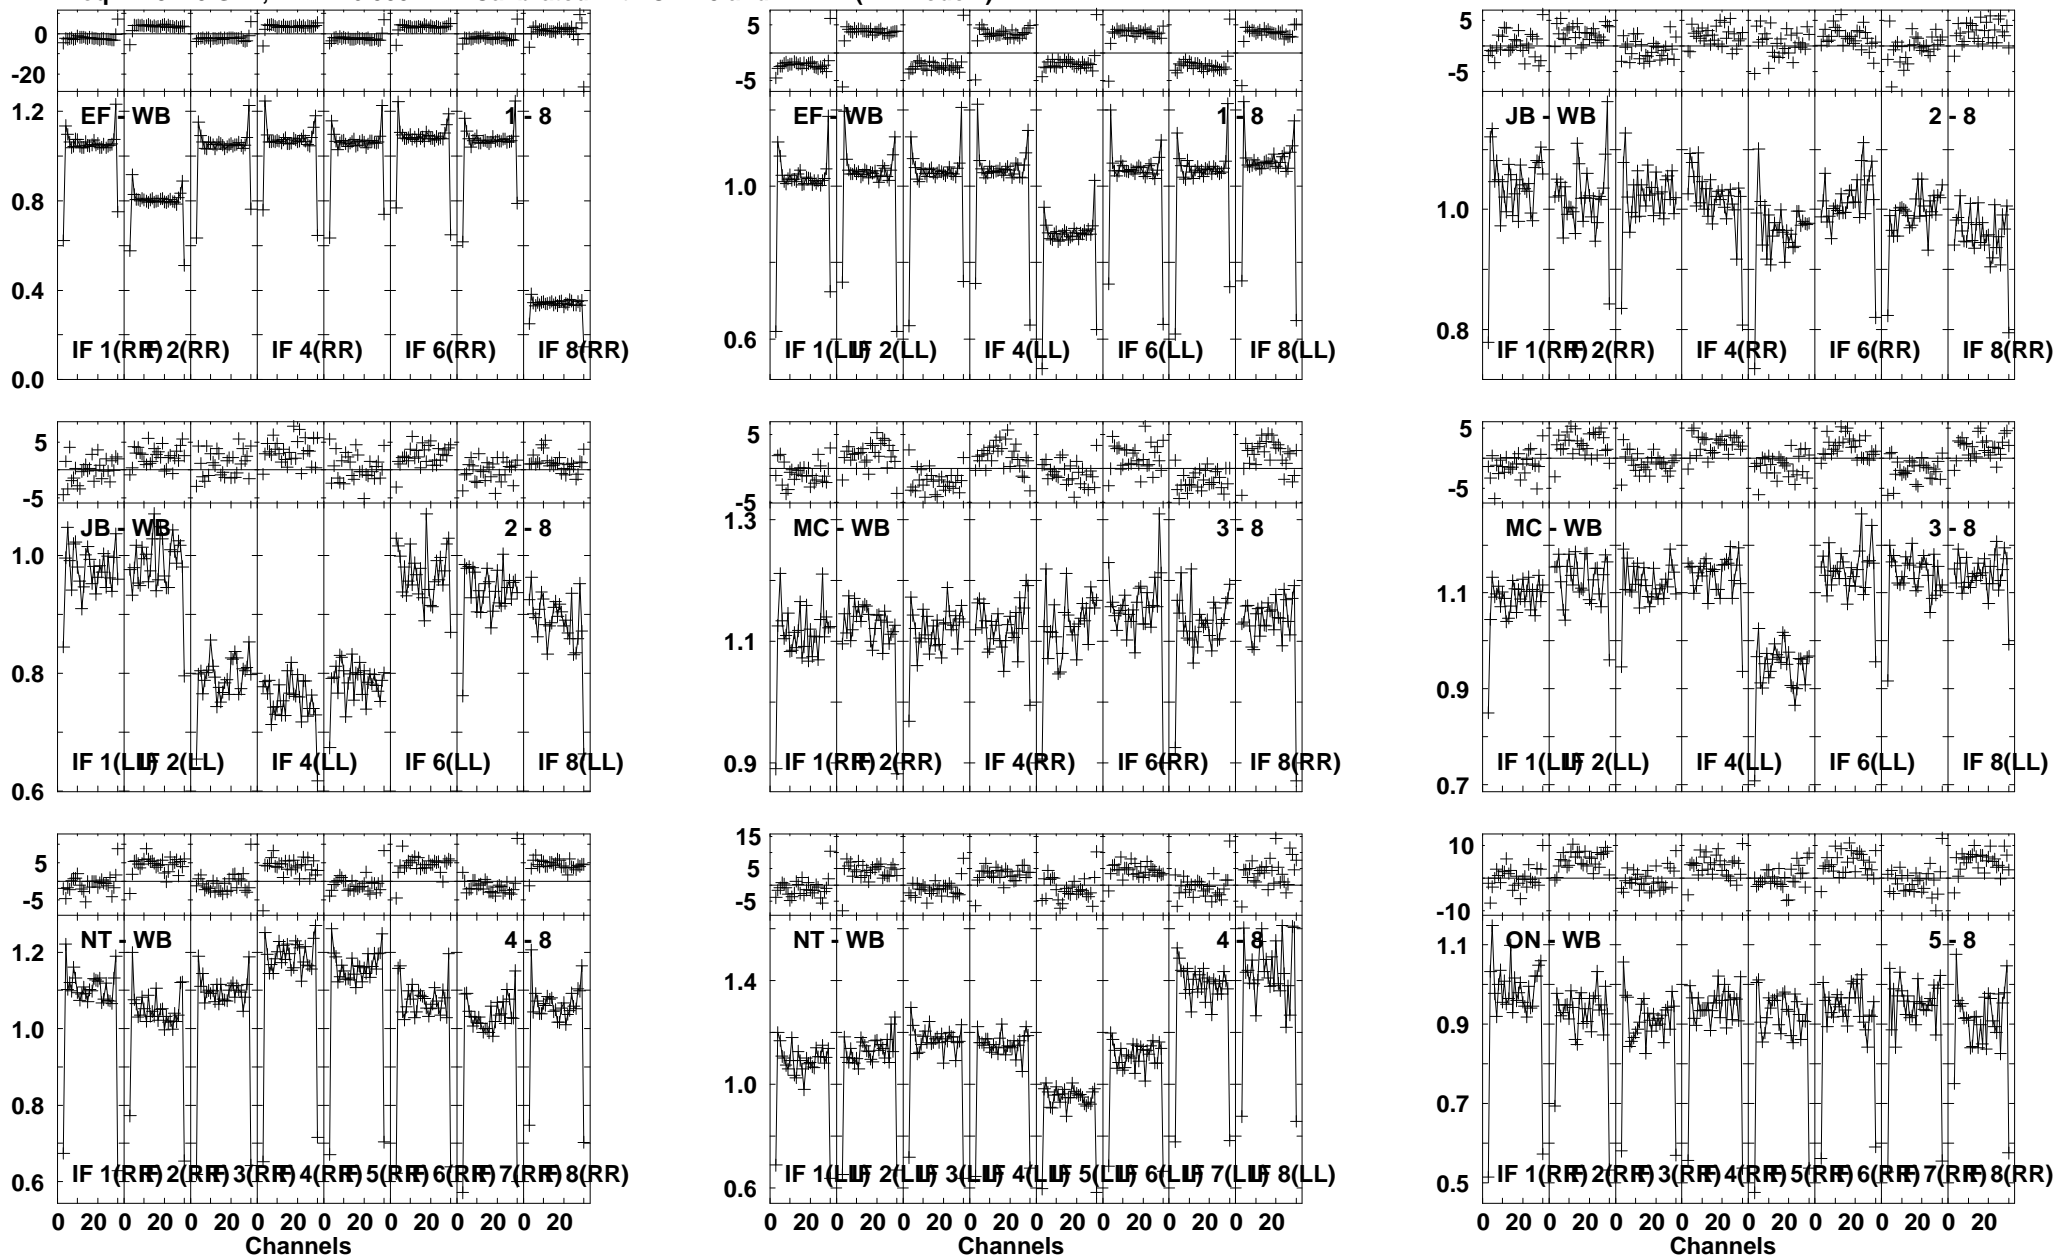 0
-20
EF - WB 1 - 8
1.2
0.8
0.4
0.0
IF 1(RR) IF 2(RR) IF 4(RR) IF 6(RR) IF 8(RR)
5
-5
EF - WB 1 - 8
1.0
0.6
IF 1(LL) IF 2(LL) IF 4(LL) IF 6(LL) IF 8(LL)
5
-5
JB - WB 2 - 8
1.0
0.8
IF 1(RR) IF 2(RR) IF 4(RR) IF 6(RR) IF 8(RR)
5
-5
JB - WB 2 - 8
1.0
0.8
0.6
IF 1(LL) IF 2(LL) IF 4(LL) IF 6(LL) IF 8(LL)
5
-5
MC - WB 3 - 8
1.3
1.1
0.9
IF 1(RR) IF 2(RR) IF 4(RR) IF 6(RR) IF 8(RR)
5
-5
MC - WB 3 - 8
1.1
0.9
0.7
IF 1(LL) IF 2(LL) IF 4(LL) IF 6(LL) IF 8(LL)
5
-5
NT - WB 4 - 8
1.2
1.0
0.8
0.6
IF 1(RR) IF 2(RR) IF 3(RR) IF 4(RR) IF 5(RR) IF 6(RR) IF 7(RR) IF 8(RR)
0 20 0 20 0 20 0 20 0 20 0 20 0 20 0 20
Channels
15
5
-5
NT - WB 4 - 8
1.4
1.0
0.6
IF 1(LL) IF 2(LL) IF 3(LL) IF 4(LL) IF 5(LL) IF 6(LL) IF 7(LL) IF 8(LL)
0 20 0 20 0 20 0 20 0 20 0 20 0 20 0 20
Channels
10
-10
ON - WB 5 - 8
1.1
0.9
0.7
0.5
IF 1(RR) IF 2(RR) IF 3(RR) IF 4(RR) IF 5(RR) IF 6(RR) IF 7(RR) IF 8(RR)
0 20 0 20 0 20 0 20 0 20 0 20 0 20 0 20
Channels